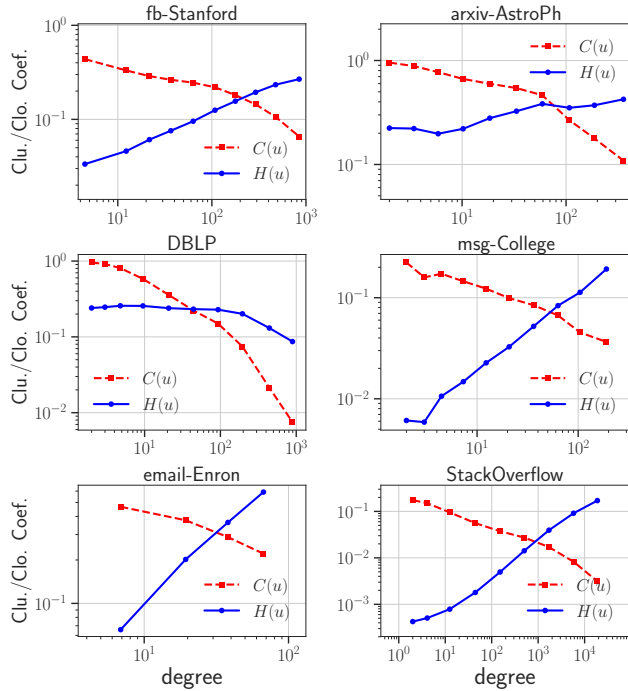 fb-Stanford
arxiv-AstroPh
Clu./Clo. Coef.
10^0
10^-1
C(u)
H(u)
10^1 10^2 10^3
10^0
10^-1
C(u)
H(u)
10^1 10^2
DBLP
msg-College
Clu./Clo. Coef.
10^0
10^-1
10^-2
C(u)
H(u)
10^0 10^1 10^2 10^3
10^-1
10^-2
C(u)
H(u)
10^1 10^2
email-Enron
StackOverflow
Clu./Clo. Coef.
10^-1
C(u)
H(u)
10^1 10^2
degree
10^-1
10^-2
10^-3
C(u)
H(u)
10^0 10^1 10^2 10^3 10^4
degree